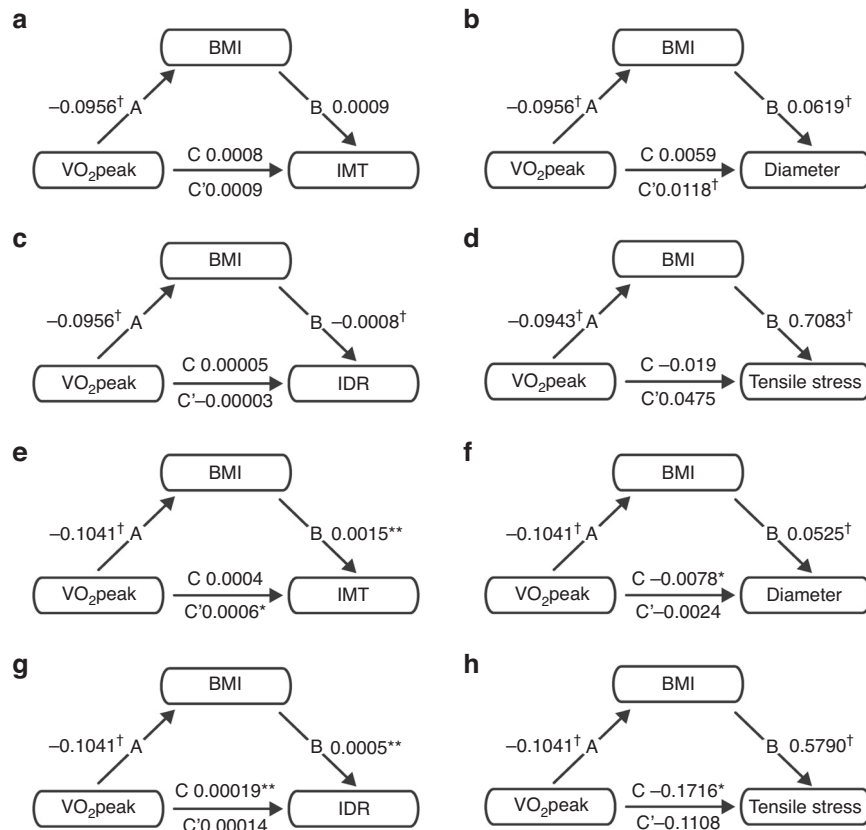 a
BMI
–0.0956† A
B 0.0009
VO₂peak
C 0.0008
C'0.0009
IMT
b
BMI
–0.0956† A
B 0.0619†
VO₂peak
C 0.0059
C'0.0118†
Diameter
c
BMI
–0.0956† A
B –0.0008†
VO₂peak
C 0.00005
C'–0.00003
IDR
d
BMI
–0.0943† A
B 0.7083†
VO₂peak
C –0.019
C'0.0475
Tensile stress
e
BMI
–0.1041† A
B 0.0015**
VO₂peak
C 0.0004
C'0.0006*
IMT
f
BMI
–0.1041† A
B 0.0525†
VO₂peak
C –0.0078*
C'–0.0024
Diameter
g
BMI
–0.1041† A
B 0.0005**
VO₂peak
C 0.00019**
C'0.00014
IDR
h
BMI
–0.1041† A
B 0.5790†
VO₂peak
C –0.1716*
C'–0.1108
Tensile stress